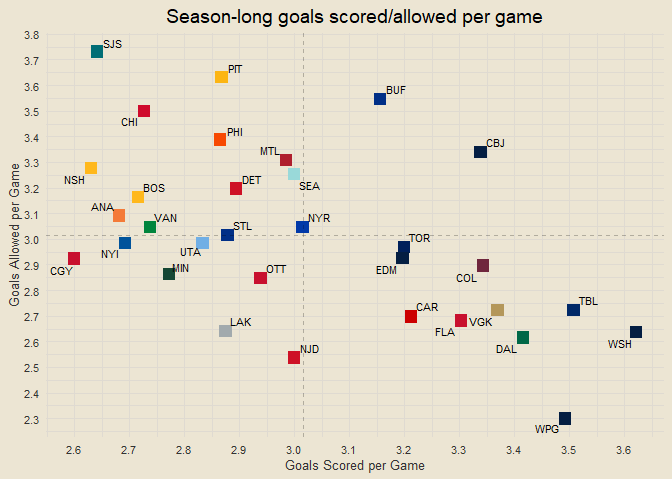 Season-long goals scored/allowed per game
3.8
SJS
3.7
PIT
3.6
BUF
3.5
CHI
3.4
PHI
CBJ
MTL
3.3
NSH
SEA
DET
3.2
BOS
ANA
3.1
VAN
STL
NYR
3.0
NYI
UTA
TOR
2.9
CGY
MIN
OTT
EDM
COL
2.8
2.7
LAK
CAR
FLA
VGK
TBL
2.6
NJD
DAL
WSH
2.5
2.4
2.3
WPG
Goals Allowed per Game
2.6 2.7 2.8 2.9 3.0 3.1 3.2 3.3 3.4 3.5 3.6
Goals Scored per Game